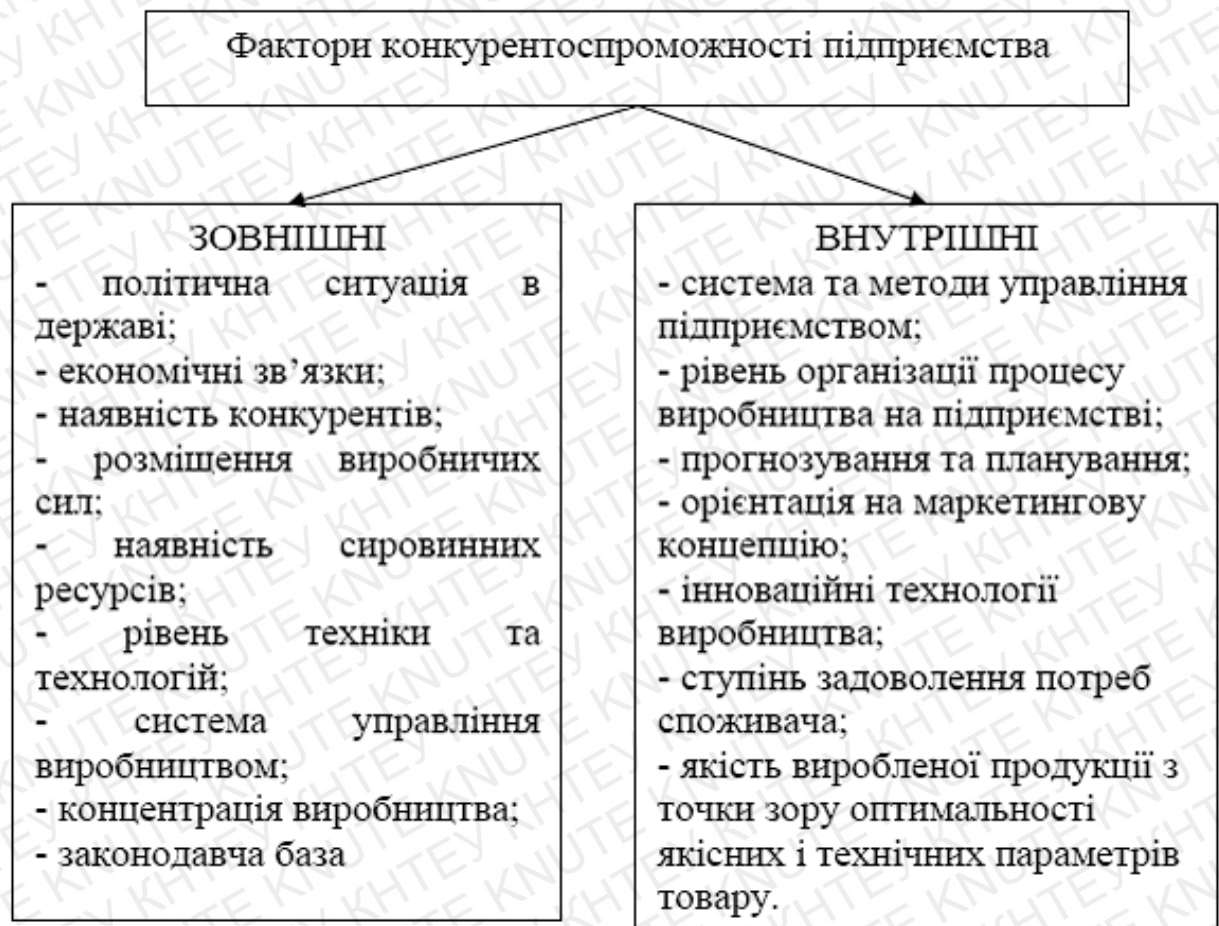 Фактори конкурентоспроможності підприємства
ЗОВНІШНІ
- політична ситуація в
державі;
- економічні зв’язки;
- наявність конкурентів;
- розміщення виробничих
сил;
- наявність сировинних
ресурсів;
- рівень техніки та
технологій;
- система управління
виробництвом;
- концентрація виробництва;
- законодавча база
ВНУТРІШНІ
- система та методи управління
підприємством;
- рівень організації процесу
виробництва на підприємстві;
- прогнозування та планування;
- орієнтація на маркетингову
концепцію;
- інноваційні технології
виробництва;
- ступінь задоволення потреб
споживача;
- якість виробленої продукції з
точки зору оптимальності
якісних і технічних параметрів
товару.